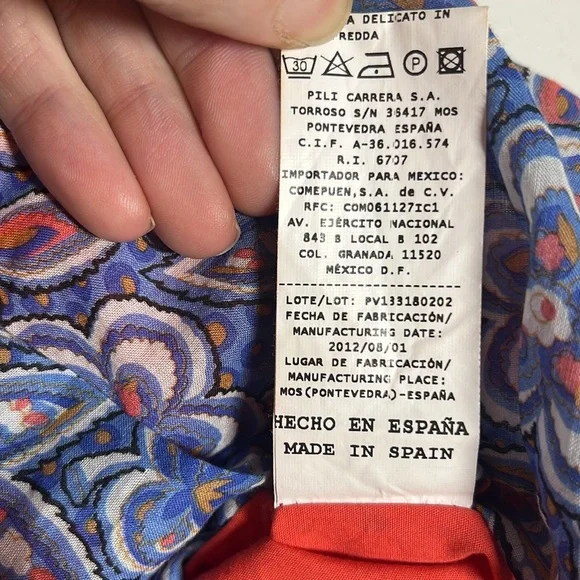 A DELICATO IN
REDDA
30 P
PILI CARRERA S.A.
TORROSO S/N 36417 MOS
PONTEVEDRA ESPAÑA
C.I.F. A-36.016.574
R.I. 6707
IMPORTADOR PARA MEXICO:
COMEPUEN,S.A. de C.V.
RFC: COM061127IC1
AV. EJÉRCITO NACIONAL
843 B LOCAL B 102
COL. GRANADA 11520
MÉXICO D.F.
LOTE/LOT: PV133180202
FECHA DE FABRICACIÓN/
MANUFACTURING DATE:
2012/08/01
LUGAR DE FABRICACIÓN/
MANUFACTURING PLACE:
MOS(PONTEVEDRA)-ESPAÑA
HECHO EN ESPAÑA
MADE IN SPAIN